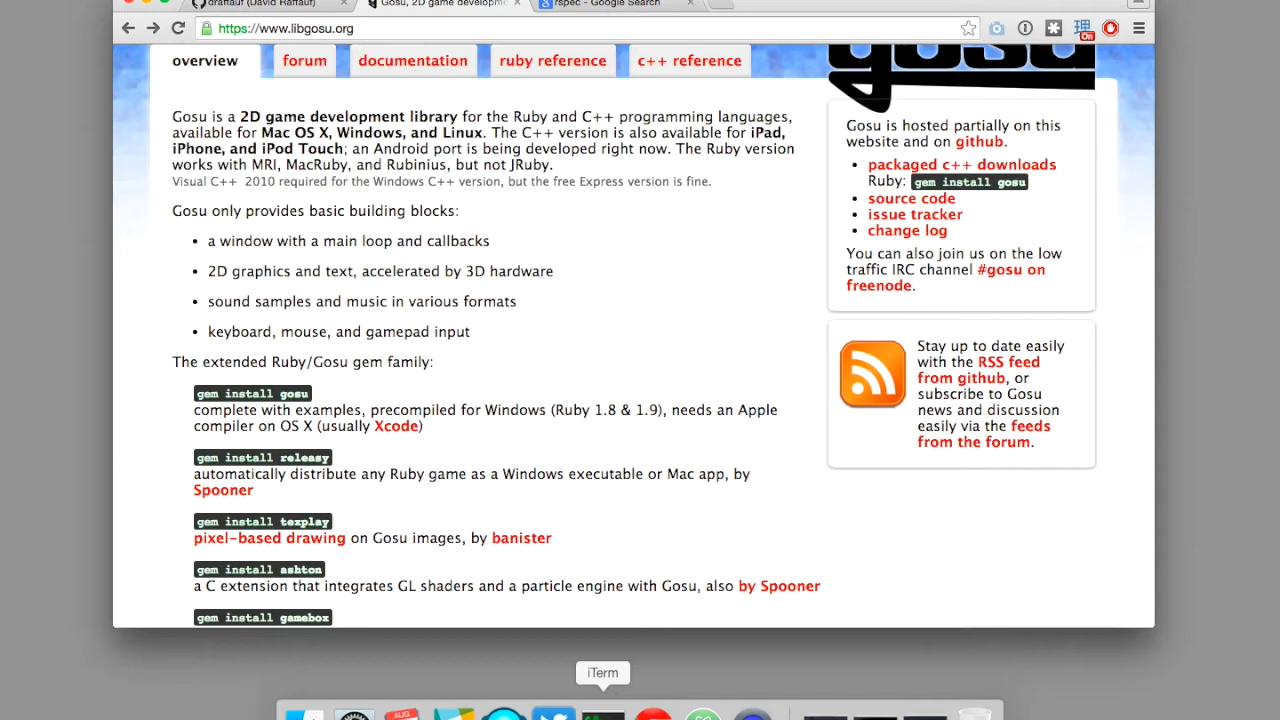 draffauf (David Raffauf)
Gosu, 2D game developm
rspec - Google Search
https://www.libgosu.org
On
overview
forum
documentation
ruby reference
c++ reference
gosu
Gosu is a 2D game development library for the Ruby and C++ programming languages,
available for Mac OS X, Windows, and Linux. The C++ version is also available for iPad,
iPhone, and iPod Touch; an Android port is being developed right now. The Ruby version
works with MRI, MacRuby, and Rubinius, but not JRuby.
Visual C++ 2010 required for the Windows C++ version, but the free Express version is fine.
Gosu only provides basic building blocks:
• a window with a main loop and callbacks
• 2D graphics and text, accelerated by 3D hardware
• sound samples and music in various formats
• keyboard, mouse, and gamepad input
The extended Ruby/Gosu gem family:
gem install gosu
complete with examples, precompiled for Windows (Ruby 1.8 & 1.9), needs an Apple
compiler on OS X (usually Xcode)
gem install releasy
automatically distribute any Ruby game as a Windows executable or Mac app, by
Spooner
gem install texplay
pixel-based drawing on Gosu images, by banister
gem install ashton
a C extension that integrates GL shaders and a particle engine with Gosu, also by Spooner
gem install gamebox
Gosu is hosted partially on this
website and on github.
• packaged c++ downloads
Ruby: gem install gosu
• source code
• issue tracker
• change log
You can also join us on the low
traffic IRC channel #gosu on
freenode.
Stay up to date easily
with the RSS feed
from github, or
subscribe to Gosu
news and discussion
easily via the feeds
from the forum.
iTerm
AUG